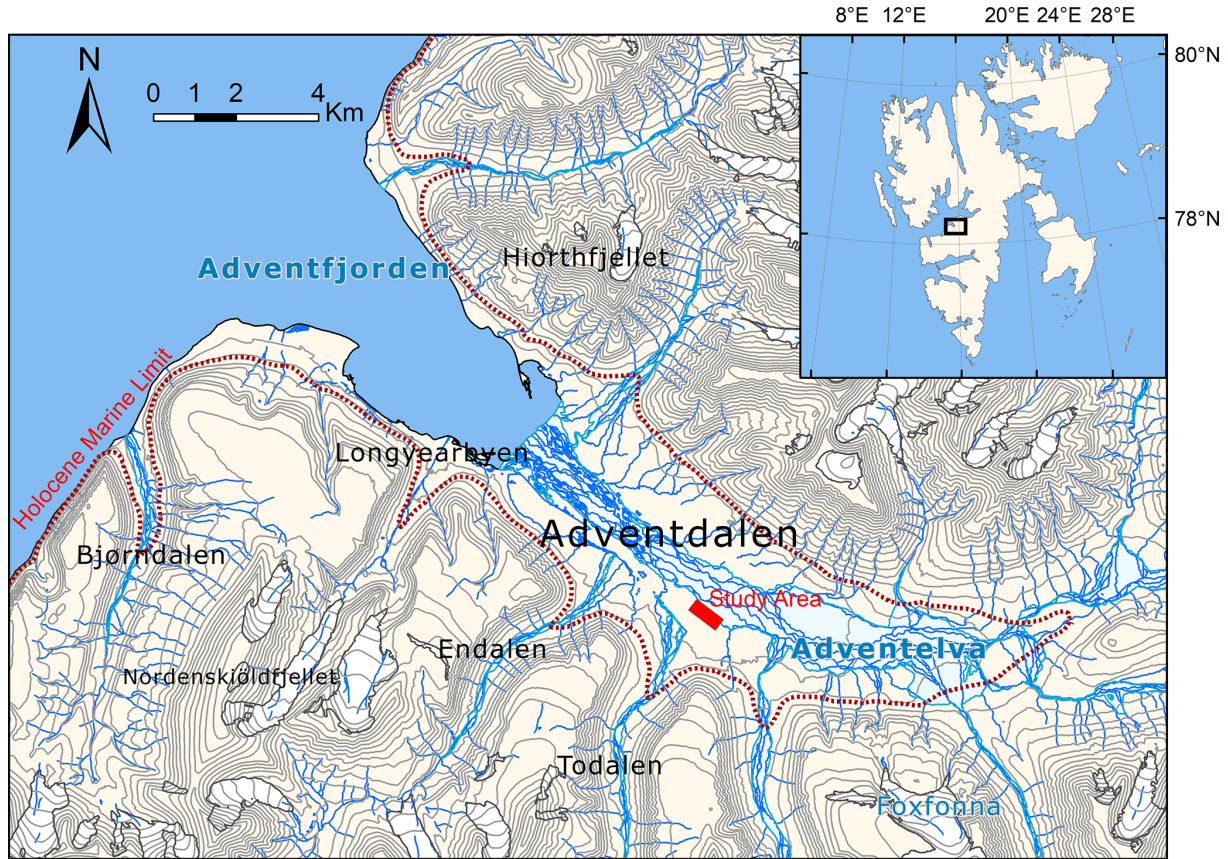 8°E 12°E 20°E 24°E 28°E
80°N
N
0 1 2 4
Km
78°N
Hiorthfjellet
Adventfjorden
Holocene Marine Limit
Longyearbyen
Adventdalen
Bjørndalen
Study Area
Endalen
Adventelva
Nordenskiöldfjellet
Todalen
Foxfonna